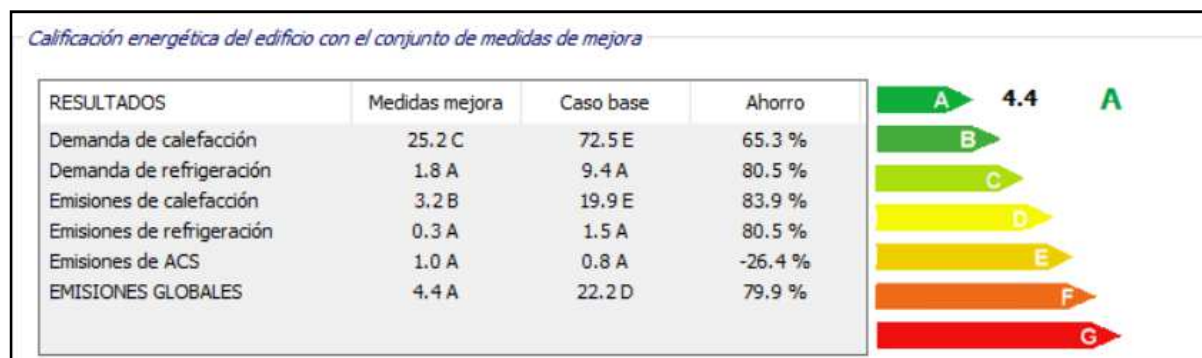 Calificación energética del edificio con el conjunto de medidas de mejora
RESULTADOS Medidas mejora Caso base Ahorro
Demanda de calefacción 25.2 C 72.5 E 65.3 %
Demanda de refrigeración 1.8 A 9.4 A 80.5 %
Emisiones de calefacción 3.2 B 19.9 E 83.9 %
Emisiones de refrigeración 0.3 A 1.5 A 80.5 %
Emisiones de ACS 1.0 A 0.8 A -26.4 %
EMISIONES GLOBALES 4.4 A 22.2 D 79.9 %
A 4.4 A
B
C
D
E
F
G